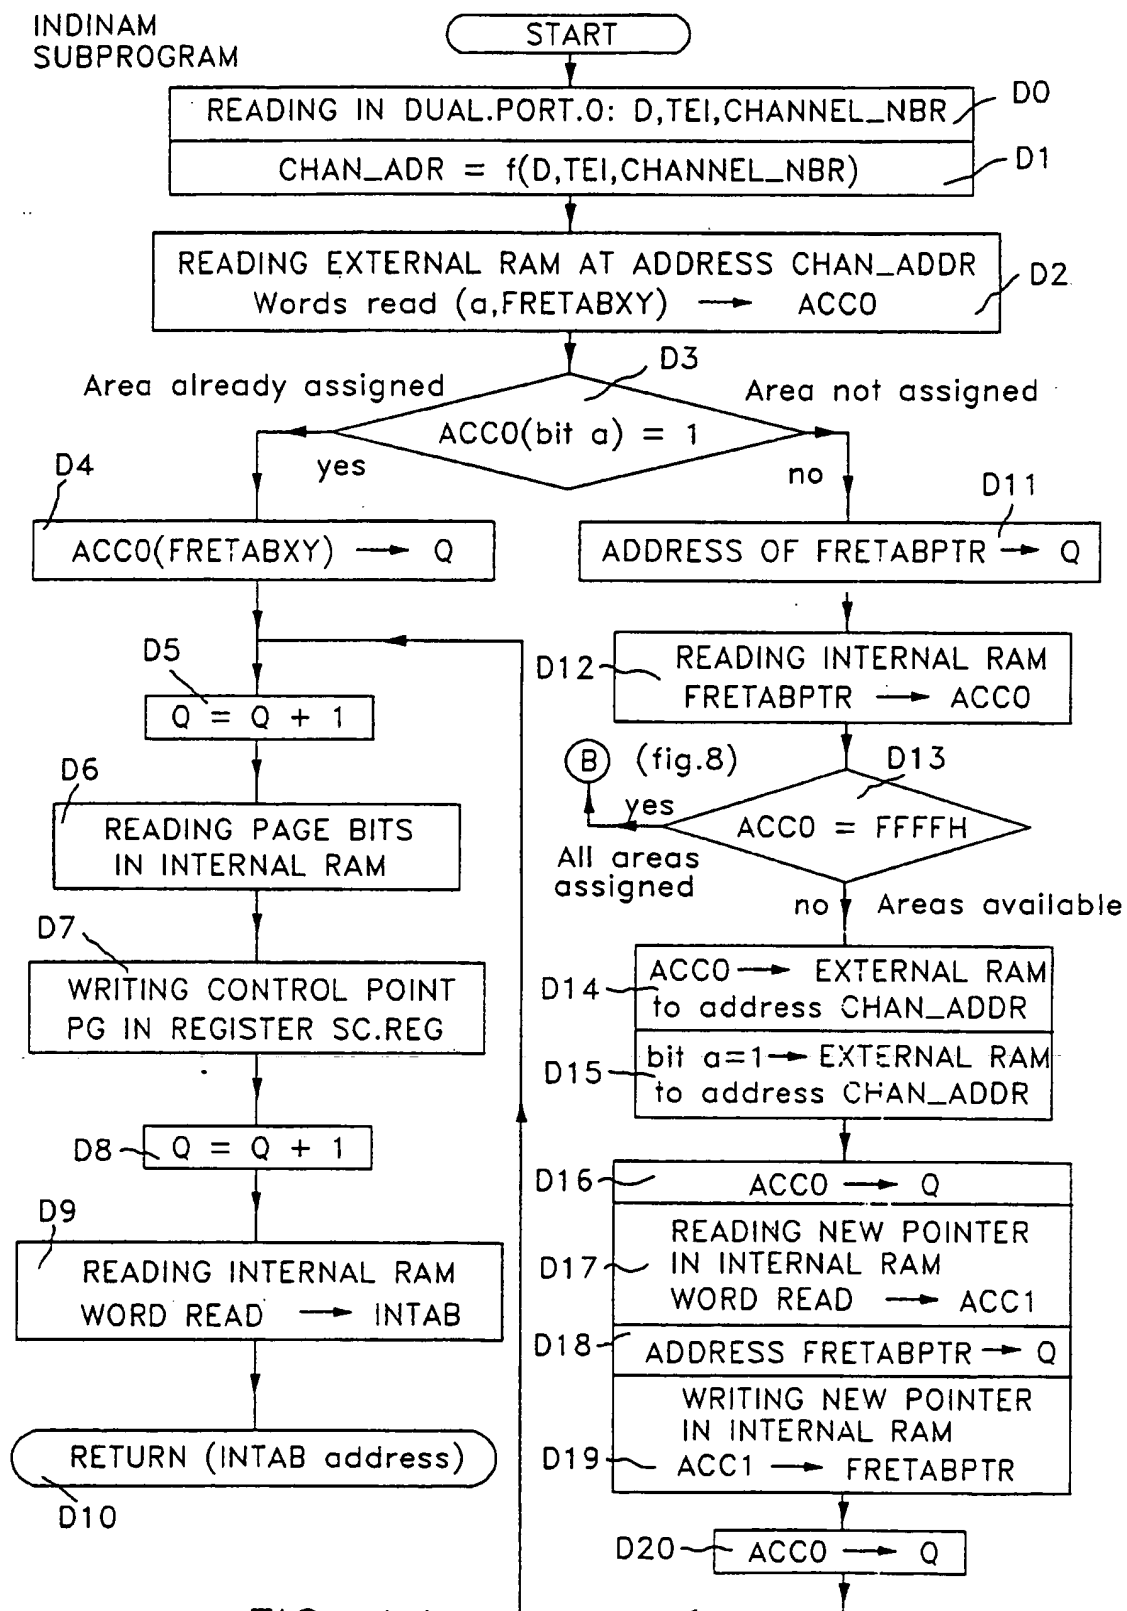 INDINAM
SUBPROGRAM
START
READING IN DUAL.PORT.0: D,TEI,CHANNEL_NBR
D0
CHAN_ADR = f(D,TEI,CHANNEL_NBR)
D1
READING EXTERNAL RAM AT ADDRESS CHAN_ADDR
Words read (a,FRETABXY) → ACC0
D2
D3
Area already assigned
Area not assigned
ACC0(bit a) = 1
yes
no
D4
ACC0(FRETABXY) → Q
D11
ADDRESS OF FRETABPTR → Q
D5
Q = Q + 1
D12
READING INTERNAL RAM
FRETABPTR → ACC0
D6
READING PAGE BITS
IN INTERNAL RAM
B (fig.8)
D13
yes
ACC0 = FFFFH
All areas
assigned
no
Areas available
D7
WRITING CONTROL POINT
PG IN REGISTER SC.REG
D14
ACC0 → EXTERNAL RAM
to address CHAN_ADDR
D15
bit a=1 → EXTERNAL RAM
to address CHAN_ADDR
D8
Q = Q + 1
D16
ACC0 → Q
D9
READING INTERNAL RAM
WORD READ → INTAB
D17
READING NEW POINTER
IN INTERNAL RAM
WORD READ → ACC1
D18
ADDRESS FRETABPTR → Q
D19
WRITING NEW POINTER
IN INTERNAL RAM
ACC1 → FRETABPTR
RETURN (INTAB address)
D10
D20
ACC0 → Q